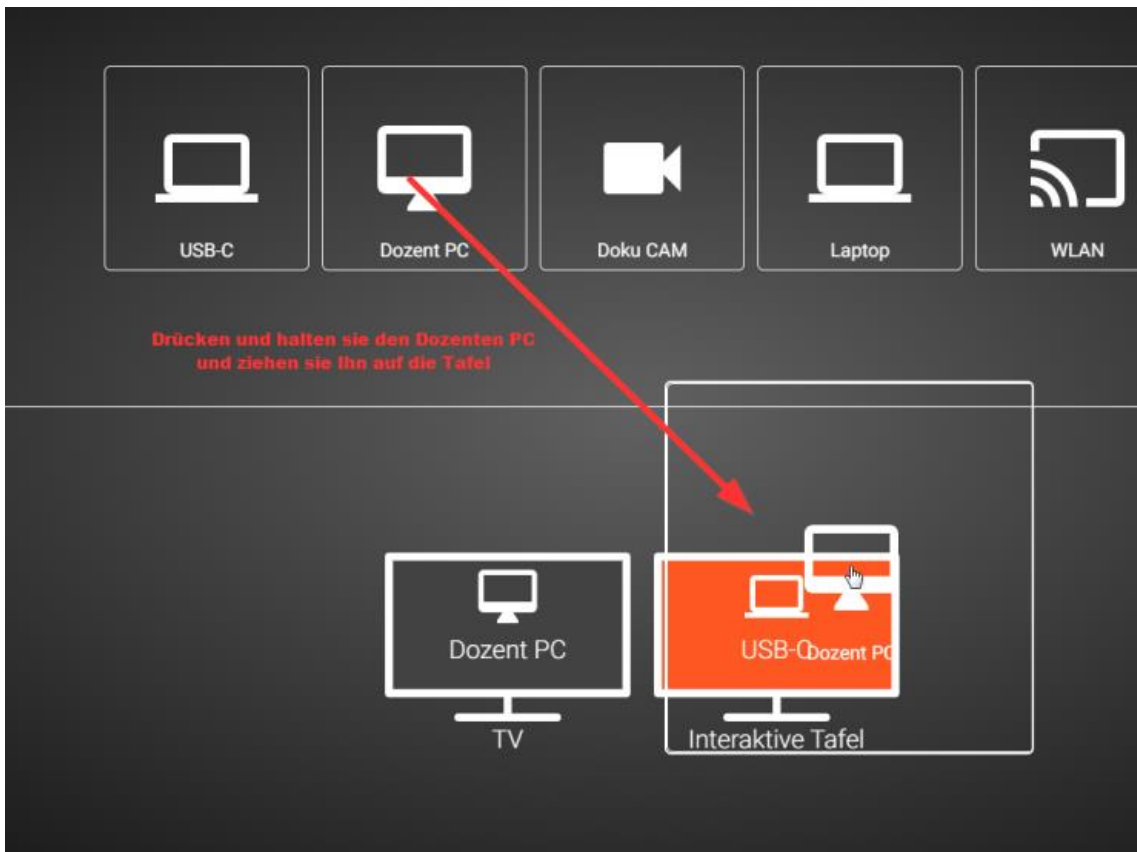 USB-C
Dozent PC
Doku CAM
Laptop
WLAN
Drücken und halten sie den Dozenten PC
und ziehen sie Ihn auf die Tafel
Dozent PC
USB-C
Dozent PC
TV
Interaktive Tafel